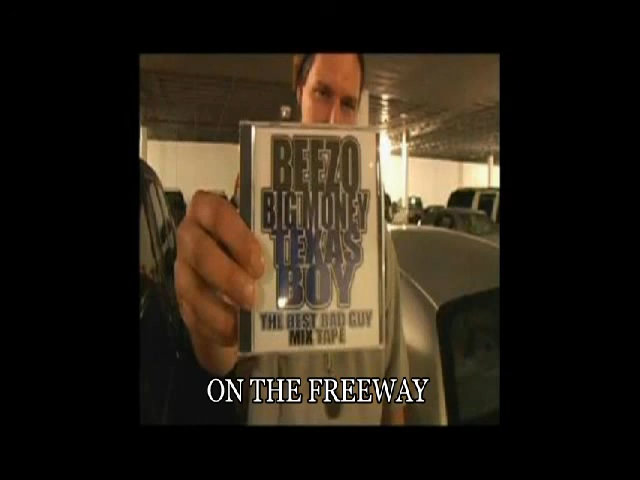 BEEZO
BIG MONEY
TEXAS
BOY
THE BEST BAD GUY
MIX TAPE
ON THE FREEWAY